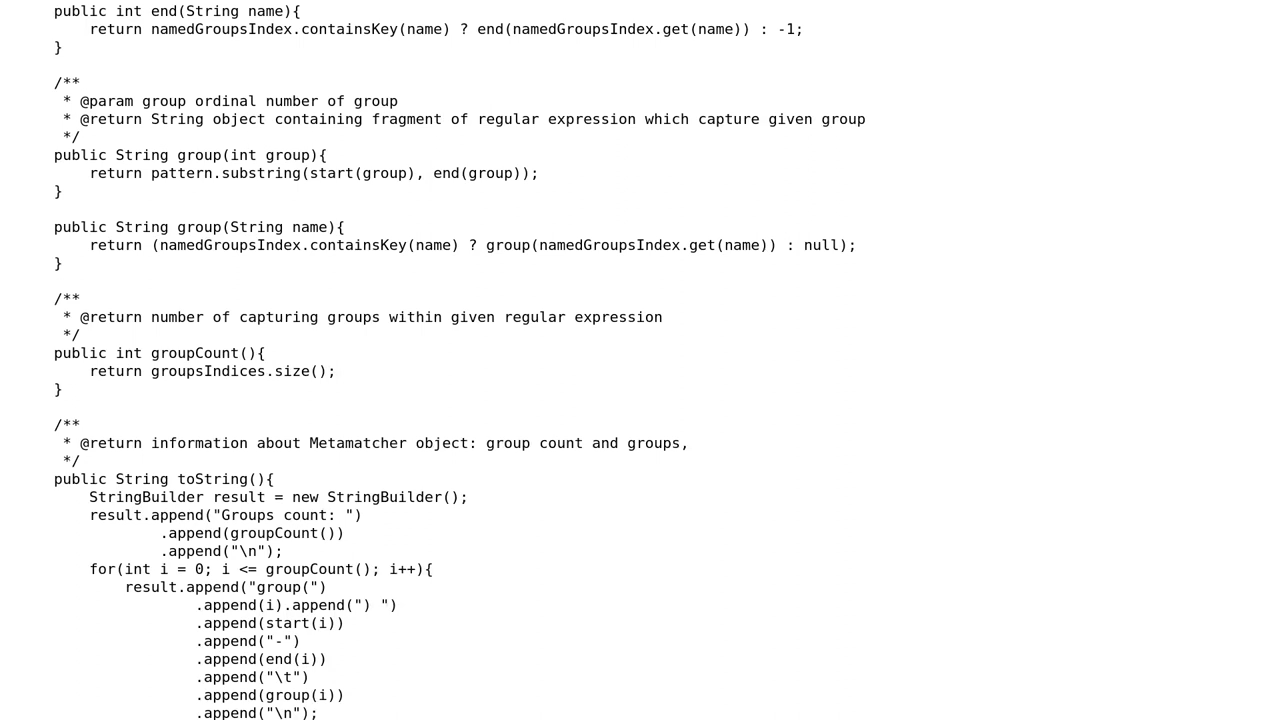 public int end(String name){
    return namedGroupsIndex.containsKey(name) ? end(namedGroupsIndex.get(name)) : -1;
}

/**
 * @param group ordinal number of group
 * @return String object containing fragment of regular expression which capture given group
 */
public String group(int group){
    return pattern.substring(start(group), end(group));
}

public String group(String name){
    return (namedGroupsIndex.containsKey(name) ? group(namedGroupsIndex.get(name)) : null);
}

/**
 * @return number of capturing groups within given regular expression
 */
public int groupCount(){
    return groupsIndices.size();
}

/**
 * @return information about Metamatcher object: group count and groups,
 */
public String toString(){
    StringBuilder result = new StringBuilder();
    result.append("Groups count: ")
            .append(groupCount())
            .append("\n");
    for(int i = 0; i <= groupCount(); i++){
        result.append("group(")
                .append(i).append(") ")
                .append(start(i))
                .append("-")
                .append(end(i))
                .append("\t")
                .append(group(i))
                .append("\n");